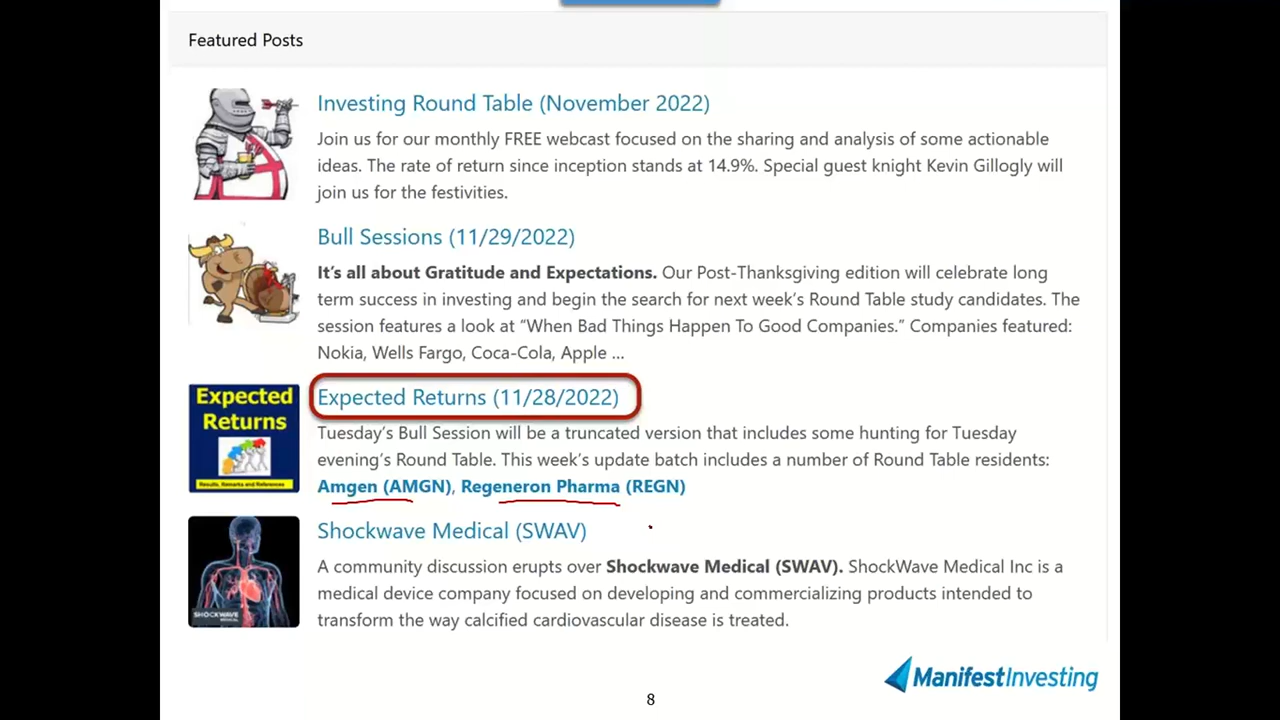 Featured Posts
Investing Round Table (November 2022)
Join us for our monthly FREE webcast focused on the sharing and analysis of some actionable
ideas. The rate of return since inception stands at 14.9%. Special guest knight Kevin Gillogly will
join us for the festivities.
Bull Sessions (11/29/2022)
It’s all about Gratitude and Expectations. Our Post-Thanksgiving edition will celebrate long
term success in investing and begin the search for next week’s Round Table study candidates. The
session features a look at “When Bad Things Happen To Good Companies.” Companies featured:
Nokia, Wells Fargo, Coca-Cola, Apple ...
Expected
Returns
Results, Remarks and References
Expected Returns (11/28/2022)
Tuesday’s Bull Session will be a truncated version that includes some hunting for Tuesday
evening’s Round Table. This week’s update batch includes a number of Round Table residents:
Amgen (AMGN), Regeneron Pharma (REGN)
SHOCKWAVE
MEDICAL
Shockwave Medical (SWAV)
A community discussion erupts over Shockwave Medical (SWAV). ShockWave Medical Inc is a
medical device company focused on developing and commercializing products intended to
transform the way calcified cardiovascular disease is treated.
ManifestInvesting
8